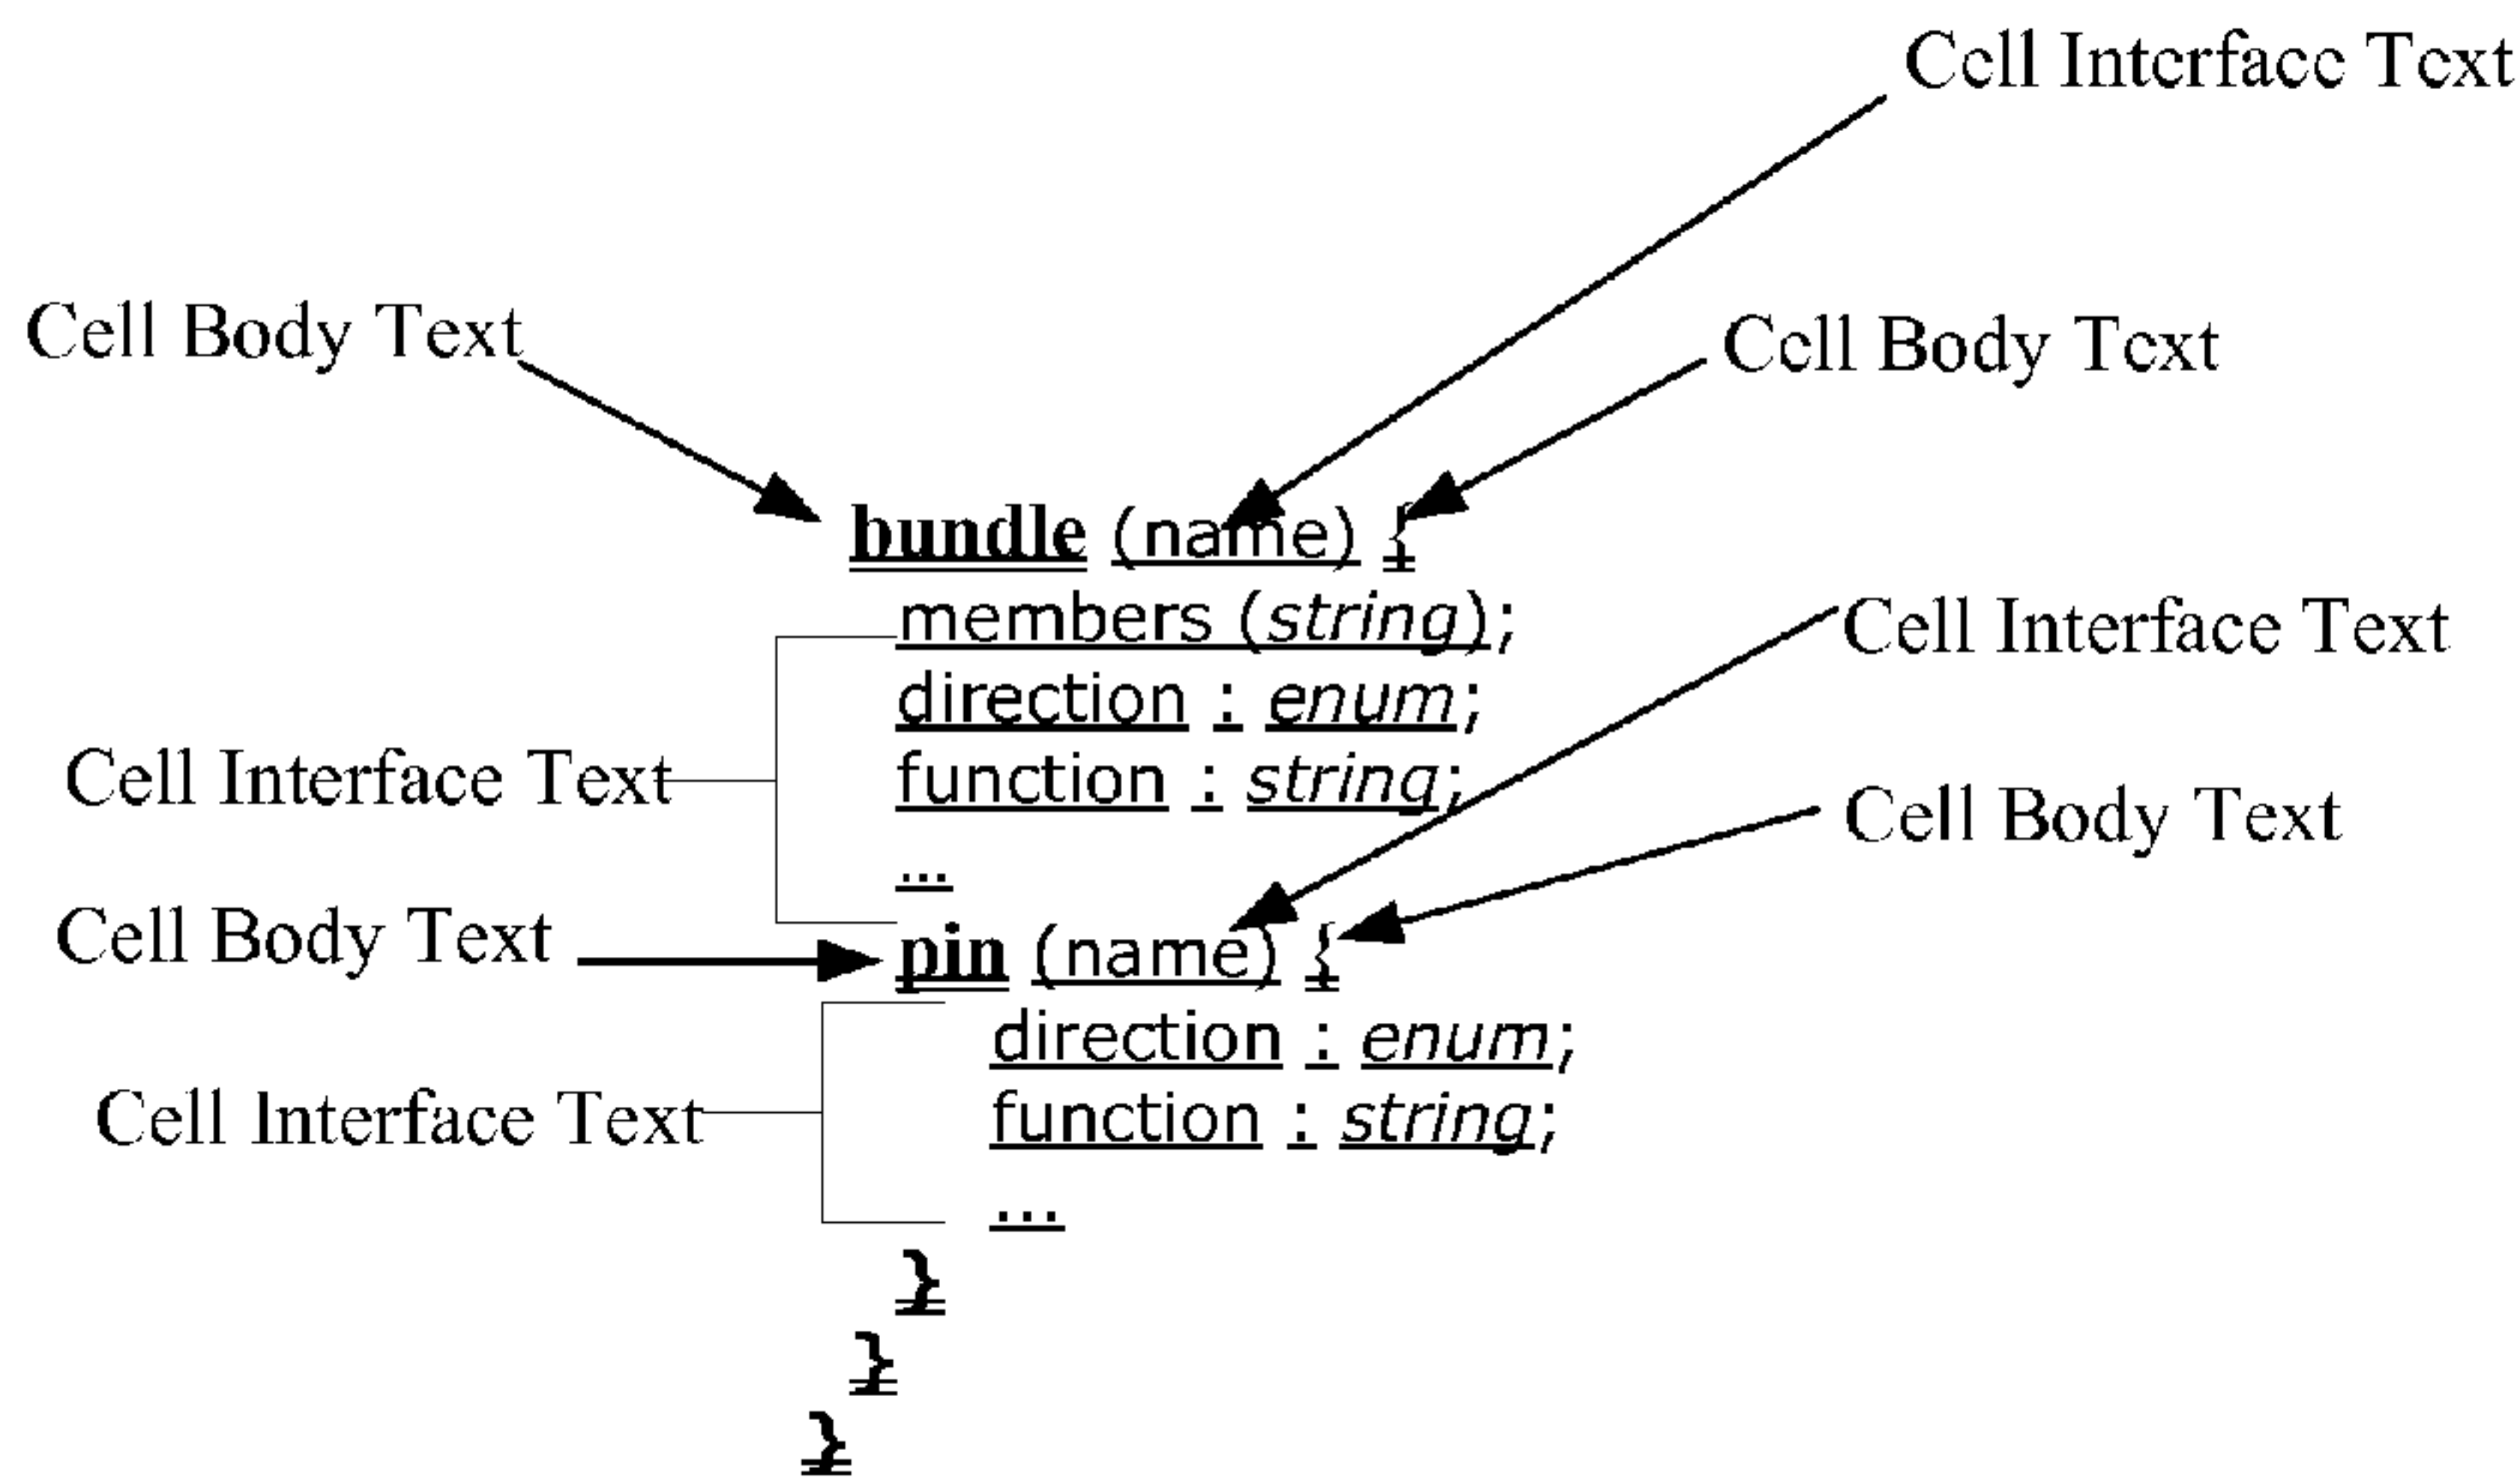 Cell Interface Text
Cell Body Text
Cell Body Text
bundle (name) {
members (string);
Cell Interface Text
direction : enum;
Cell Interface Text
function : string;
Cell Body Text
...
Cell Body Text
pin (name) {
direction : enum;
Cell Interface Text
function : string;
...
}
}
}